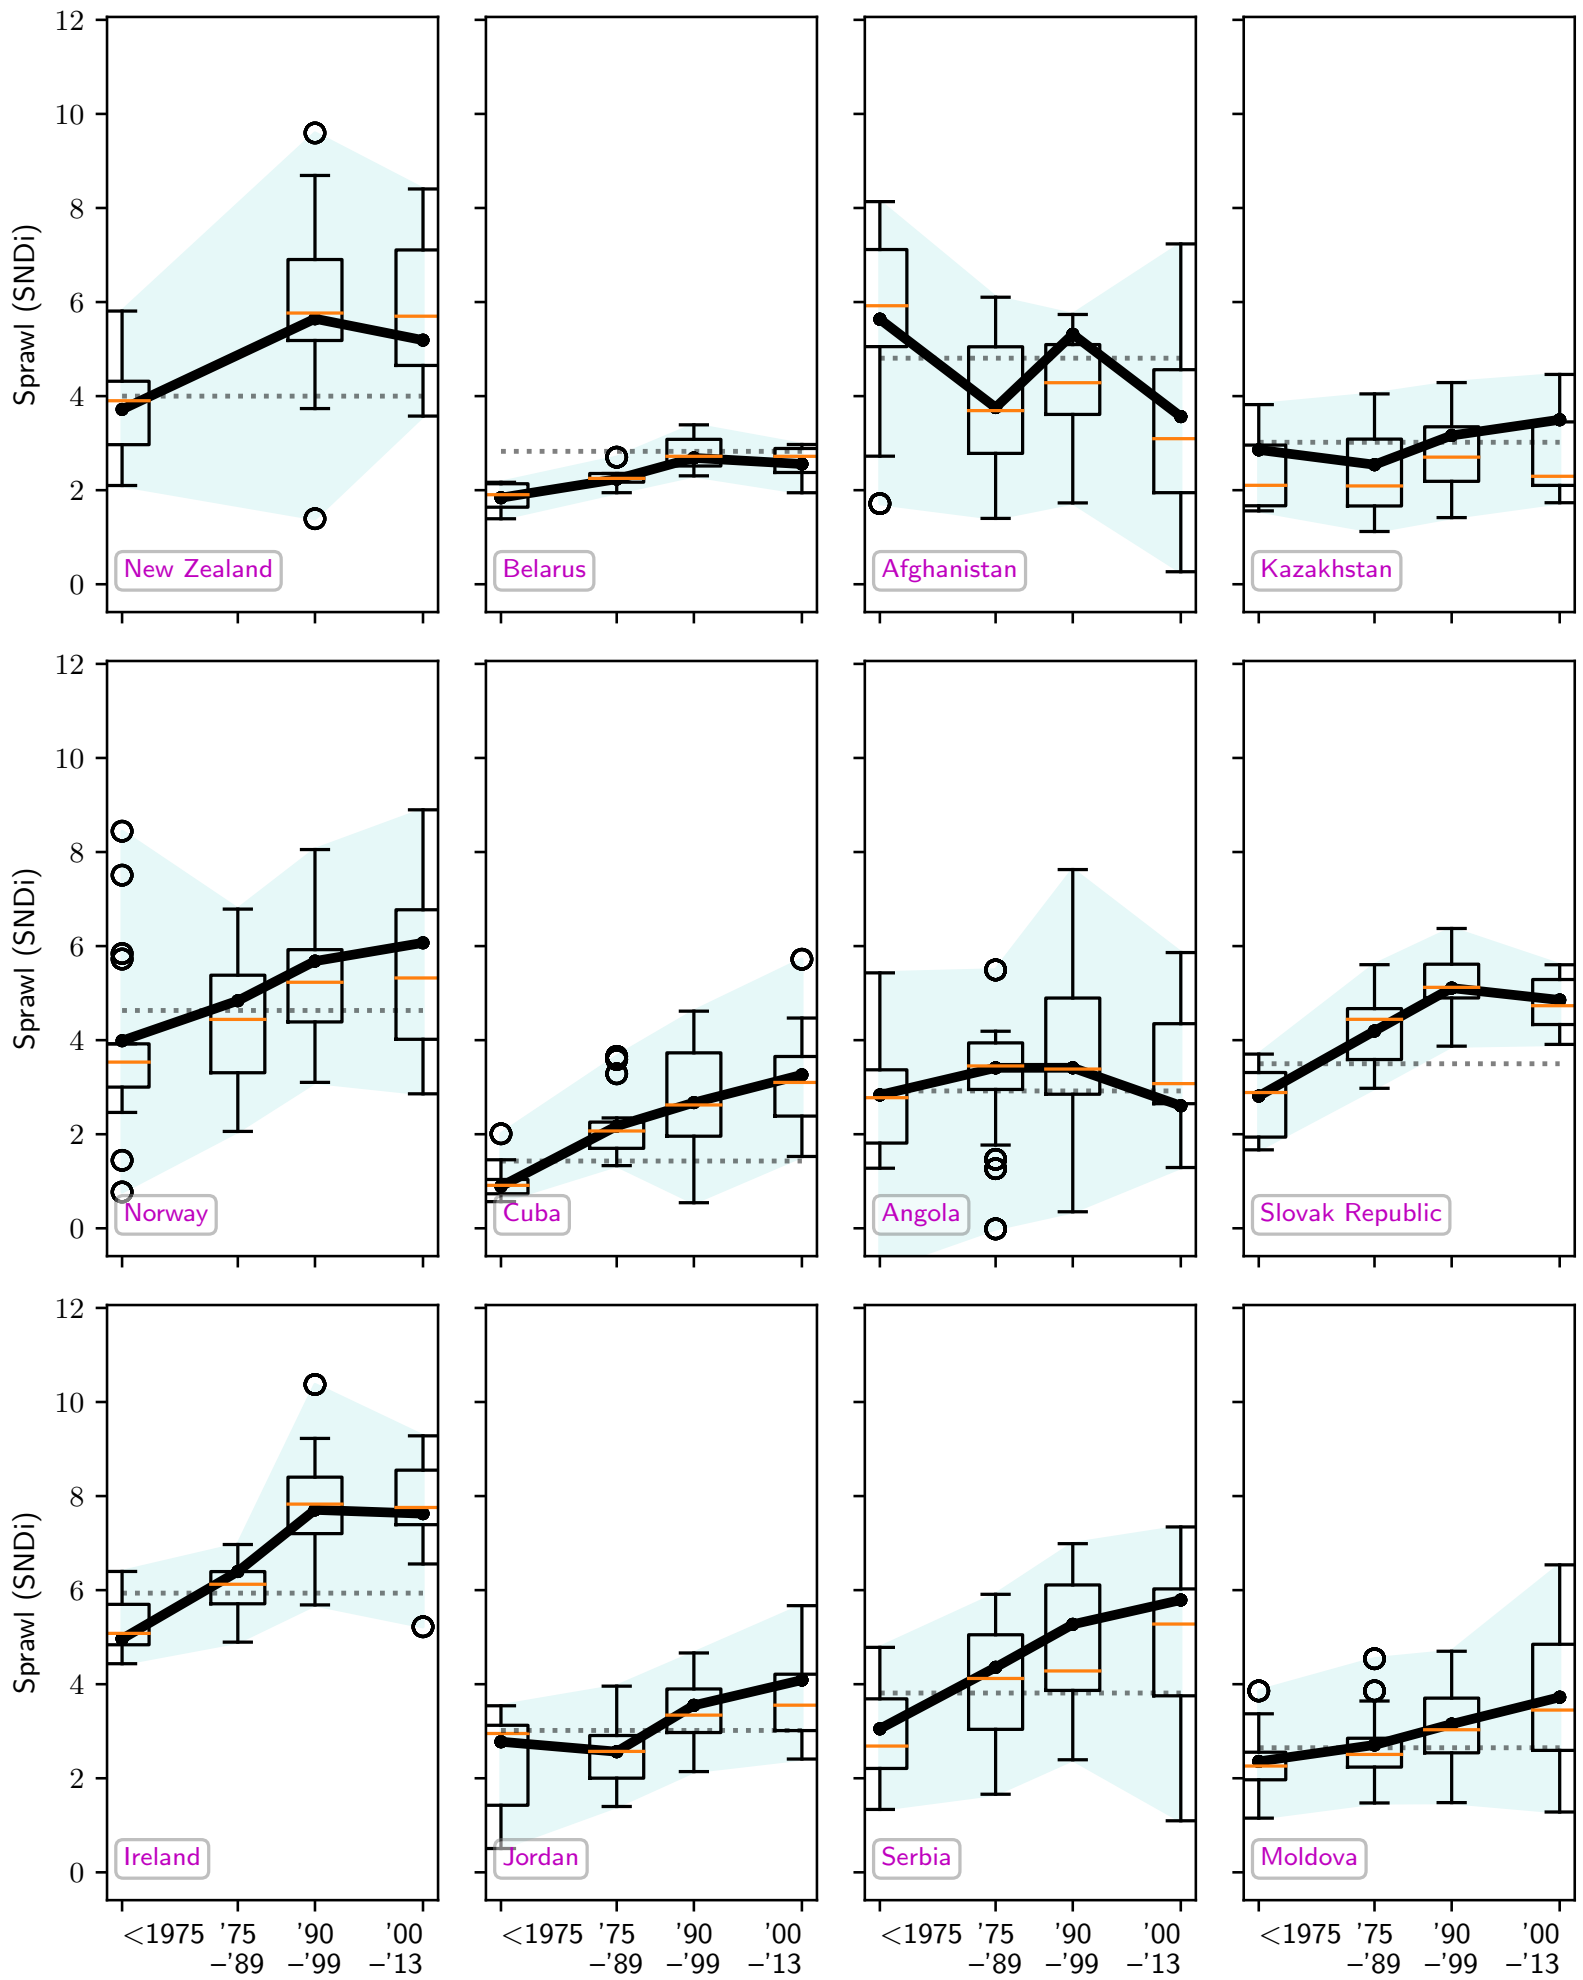 12
10
8
6
4
2
0
Sprawl (SNDi)
New Zealand
Belarus
Afghanistan
Kazakhstan
12
10
8
6
4
2
0
Sprawl (SNDi)
Norway
Cuba
Angola
Slovak Republic
12
10
8
6
4
2
0
Sprawl (SNDi)
Ireland
Jordan
Serbia
Moldova
<1975 '75 '90 '00 <1975 '75 '90 '00 <1975 '75 '90 '00 <1975 '75 '90 '00
–'89 –'99 –'13 –'89 –'99 –'13 –'89 –'99 –'13 –'89 –'99 –'13